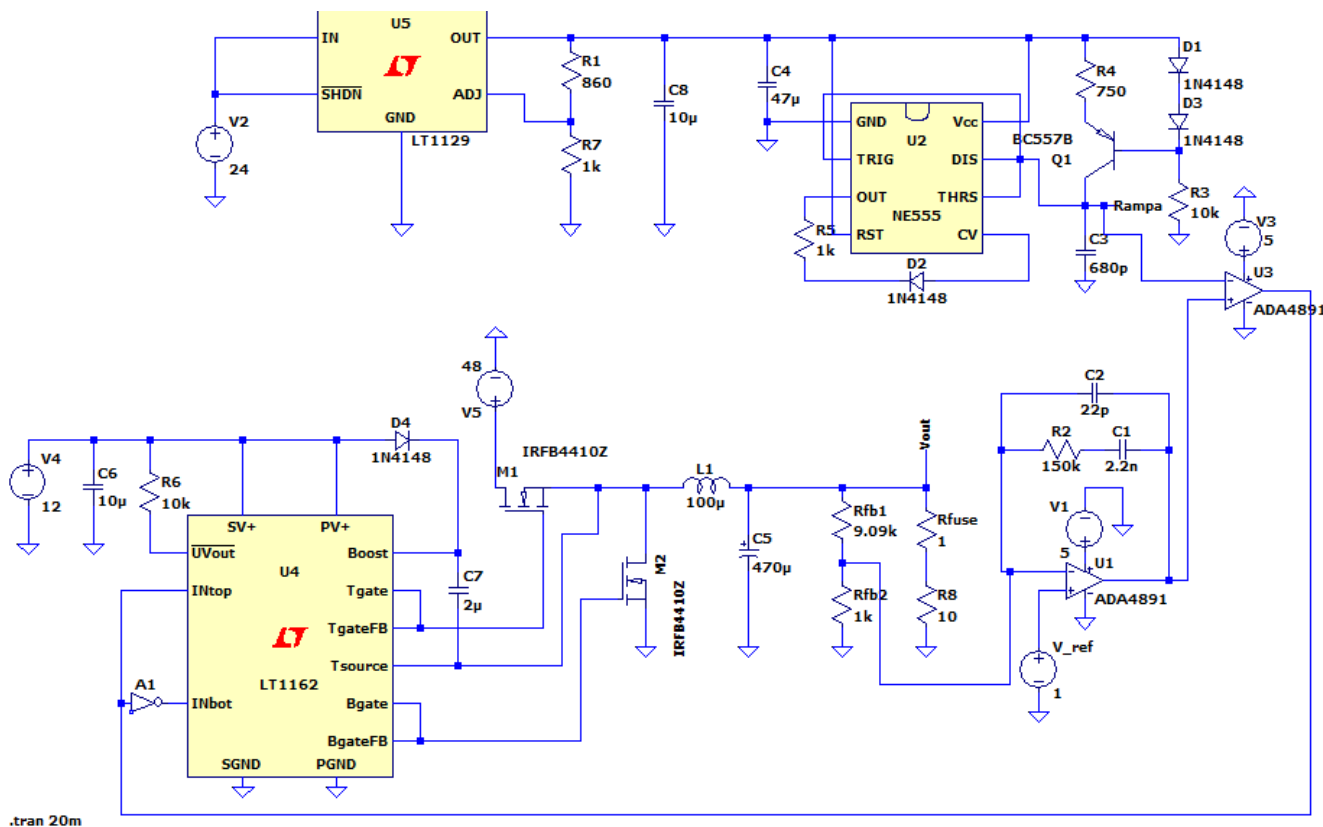 U5
IN
OUT
SHDN
ADJ
GND
LT1129
V2
24
R1
860
R7
1k
C8
10µ
C4
47µ
GND
Vcc
U2
TRIG
DIS
OUT
THRS
NE555
RST
CV
R5
1k
D2
1N4148
R4
750
D1
1N4148
D3
1N4148
BC557B
Q1
Rampa
R3
10k
C3
680p
V3
5
U3
ADA4891
48
V5
D4
1N4148
V4
12
C6
10µ
R6
10k
SV+
PV+
UVout
Boost
U4
INtop
Tgate
TgateFB
Tsource
LT1162
INbot
Bgate
BgateFB
SGND
PGND
A1
C7
2µ
IRFB4410Z
M1
M2
IRFB4410Z
L1
100µ
C5
470µ
Vout
Rfb1
9.09k
Rfb2
1k
Rfuse
1
R8
10
C2
22p
R2
150k
C1
2.2n
V1
5
U1
ADA4891
V_ref
1
.tran 20m